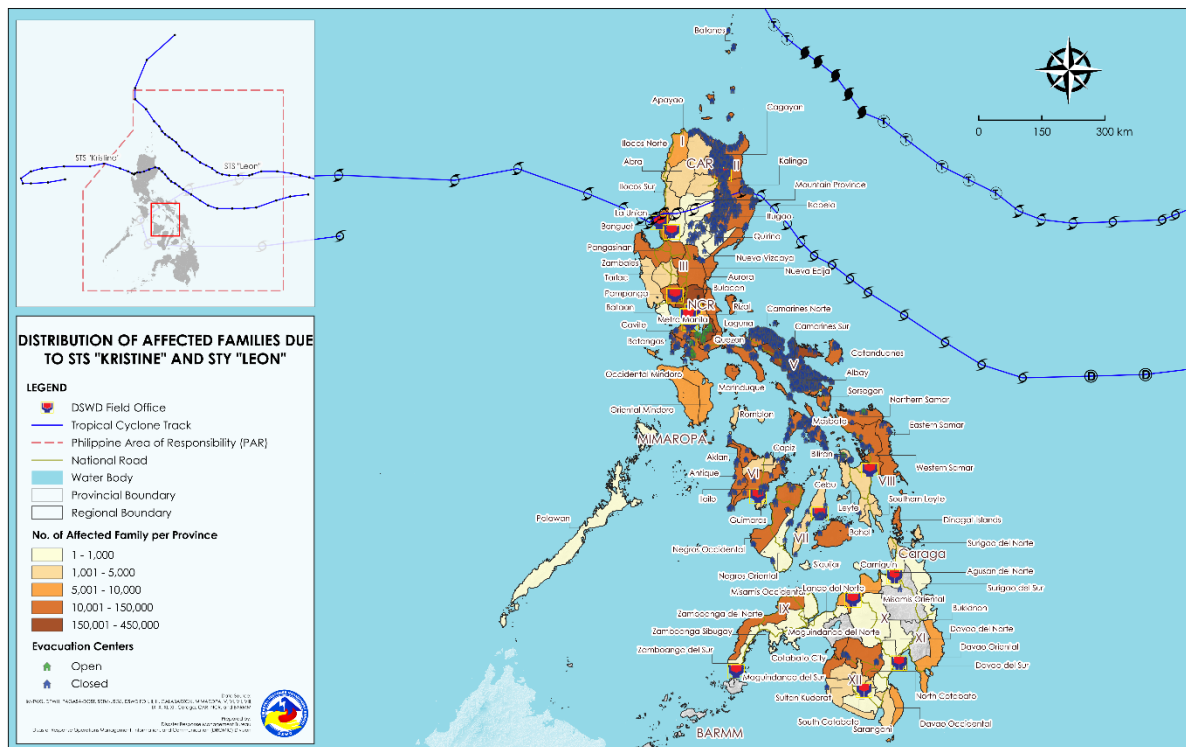 STS "Kristine"
STS "Leon"
DISTRIBUTION OF AFFECTED FAMILIES DUE
TO STS "KRISTINE" AND STY "LEON"
LEGEND
DSWD Field Office
Tropical Cyclone Track
Philippine Area of Responsibility (PAR)
National Road
Water Body
Provincial Boundary
Regional Boundary
No. of Affected Family per Province
1 - 1,000
1,001 - 5,000
5,001 - 10,000
10,001 - 150,000
150,001 - 450,000
Evacuation Centers
Open
Closed
0 150 300 km
Batanes
Apayao
Cagayan
Ilocos Norte
I
CAR
II
Abra
Kalinga
Ilocos Sur
Mountain Province
Isabela
La Union
Ifugao
Benguet
Quirino
Pangasinan
Nueva Vizcaya
Zambales
III
Nueva Ecija
Tarlac
Aurora
Pampanga
Bulacan
Bataan
NCR
Rizal
Camarines Norte
Metro Manila
Cavite
Laguna
Camarines Sur
Batangas
Quezon
Catanduanes
V
Albay
Occidental Mindoro
Marinduque
Sorsogon
Oriental Mindoro
Romblon
Northern Samar
Masbate
MIMAROPA
Eastern Samar
Capiz
Biliran
Aklan
Western Samar
Antique
VI
Cebu
VIII
Iloilo
Leyte
Southern Leyte
Palawan
Guimaras
Dinagat Islands
VII
Bohol
Negros Occidental
Surigao del Norte
Caraga
Siquijor
Camiguin
Negros Oriental
Agusan del Norte
Misamis Occidental
Lanao del Norte
Surigao del Sur
Misamis Oriental
Zamboanga del Norte
IX
Bukidnon
X
Zamboanga Sibugay
Maguindanao del Norte
Davao del Norte
XI
Zamboanga del Sur
Cotabato City
Davao Oriental
Maguindanao del Sur
Davao del Sur
XII
Sultan Kudarat
North Cotabato
South Cotabato
Davao Occidental
Sarangani
BARMM